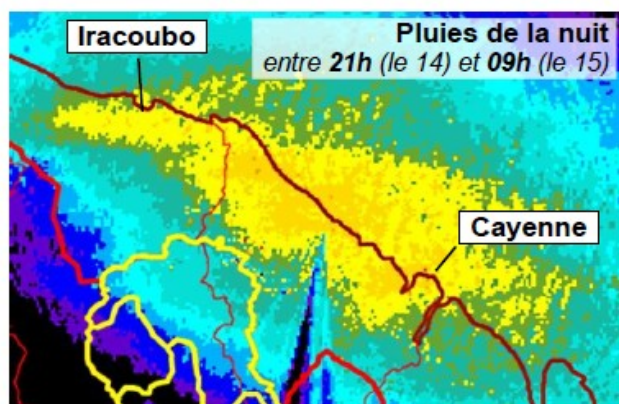 Iracoubo
Pluies de la nuit
entre 21h (le 14) et 09h (le 15)
Cayenne